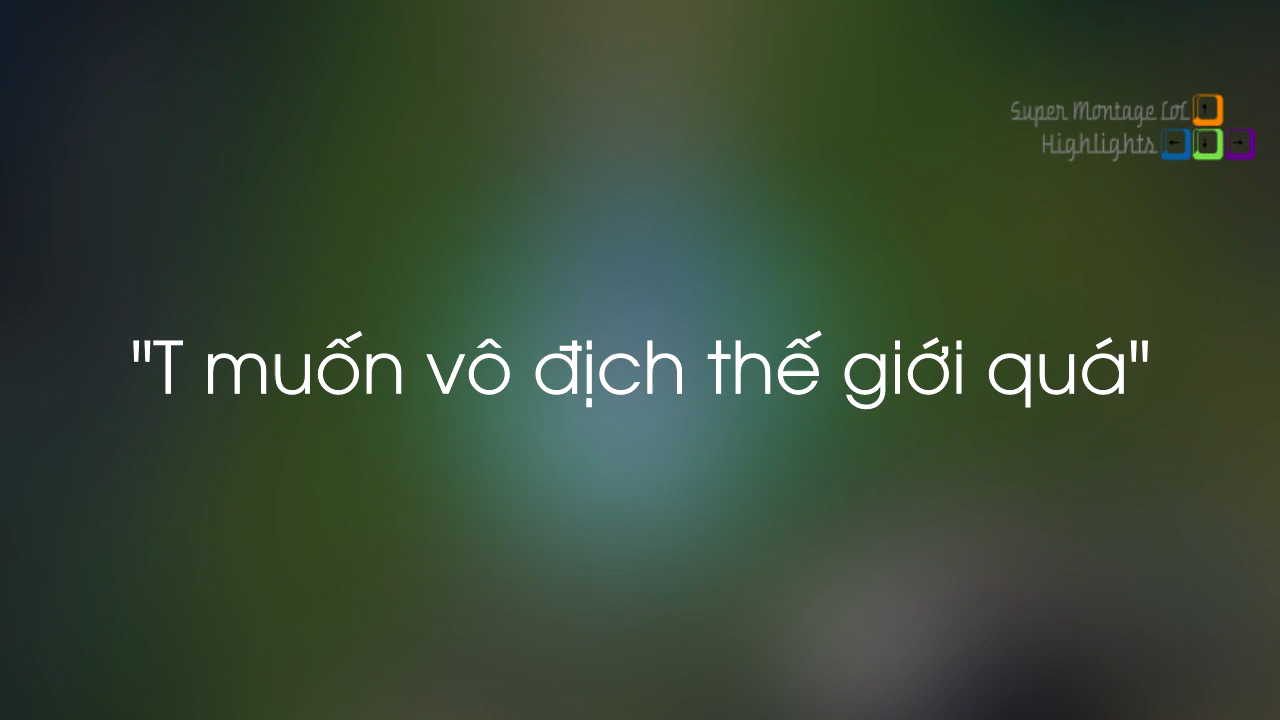 Super Montage LoL
Highlights
"T muốn vô địch thế giới quá"